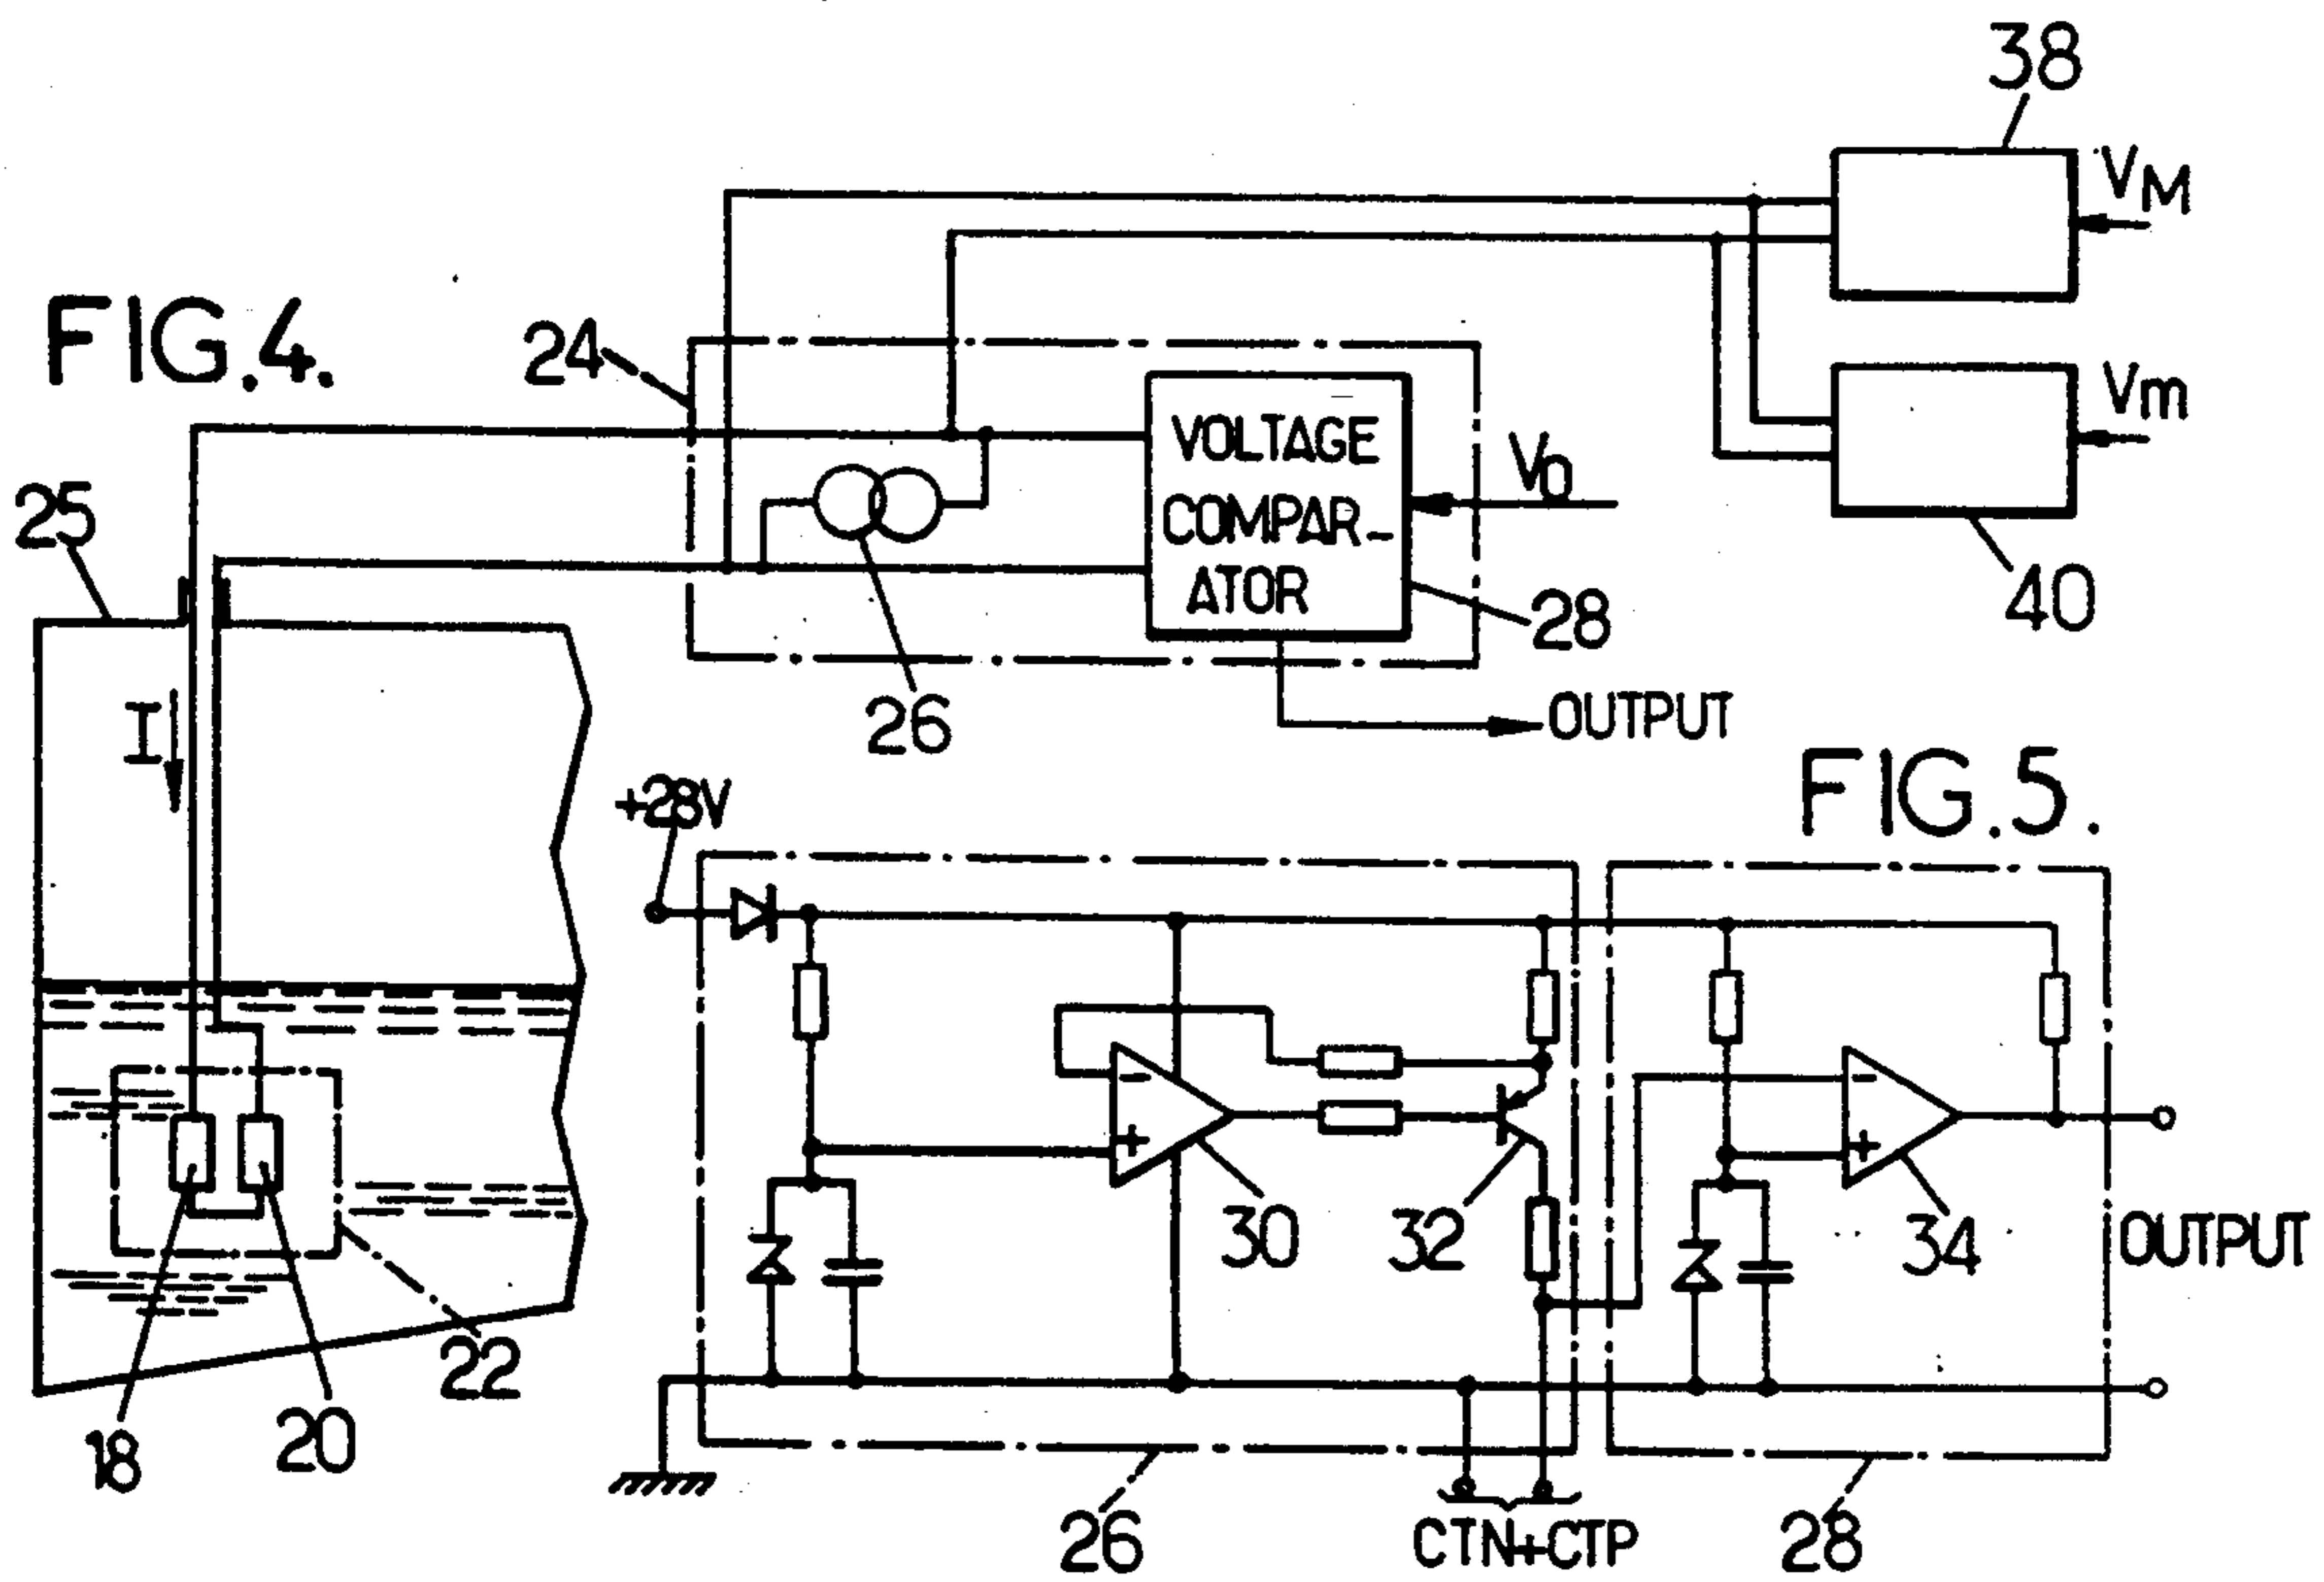 38
VM
FIG.4.
24
Vm
VOLTAGE
COMPAR-
ATOR
V0
25
40
28
26
I
OUTPUT
FIG.5.
+28V
-
+
30
32
-
+
34
OUTPUT
22
18
20
26
CTN+CTP
28